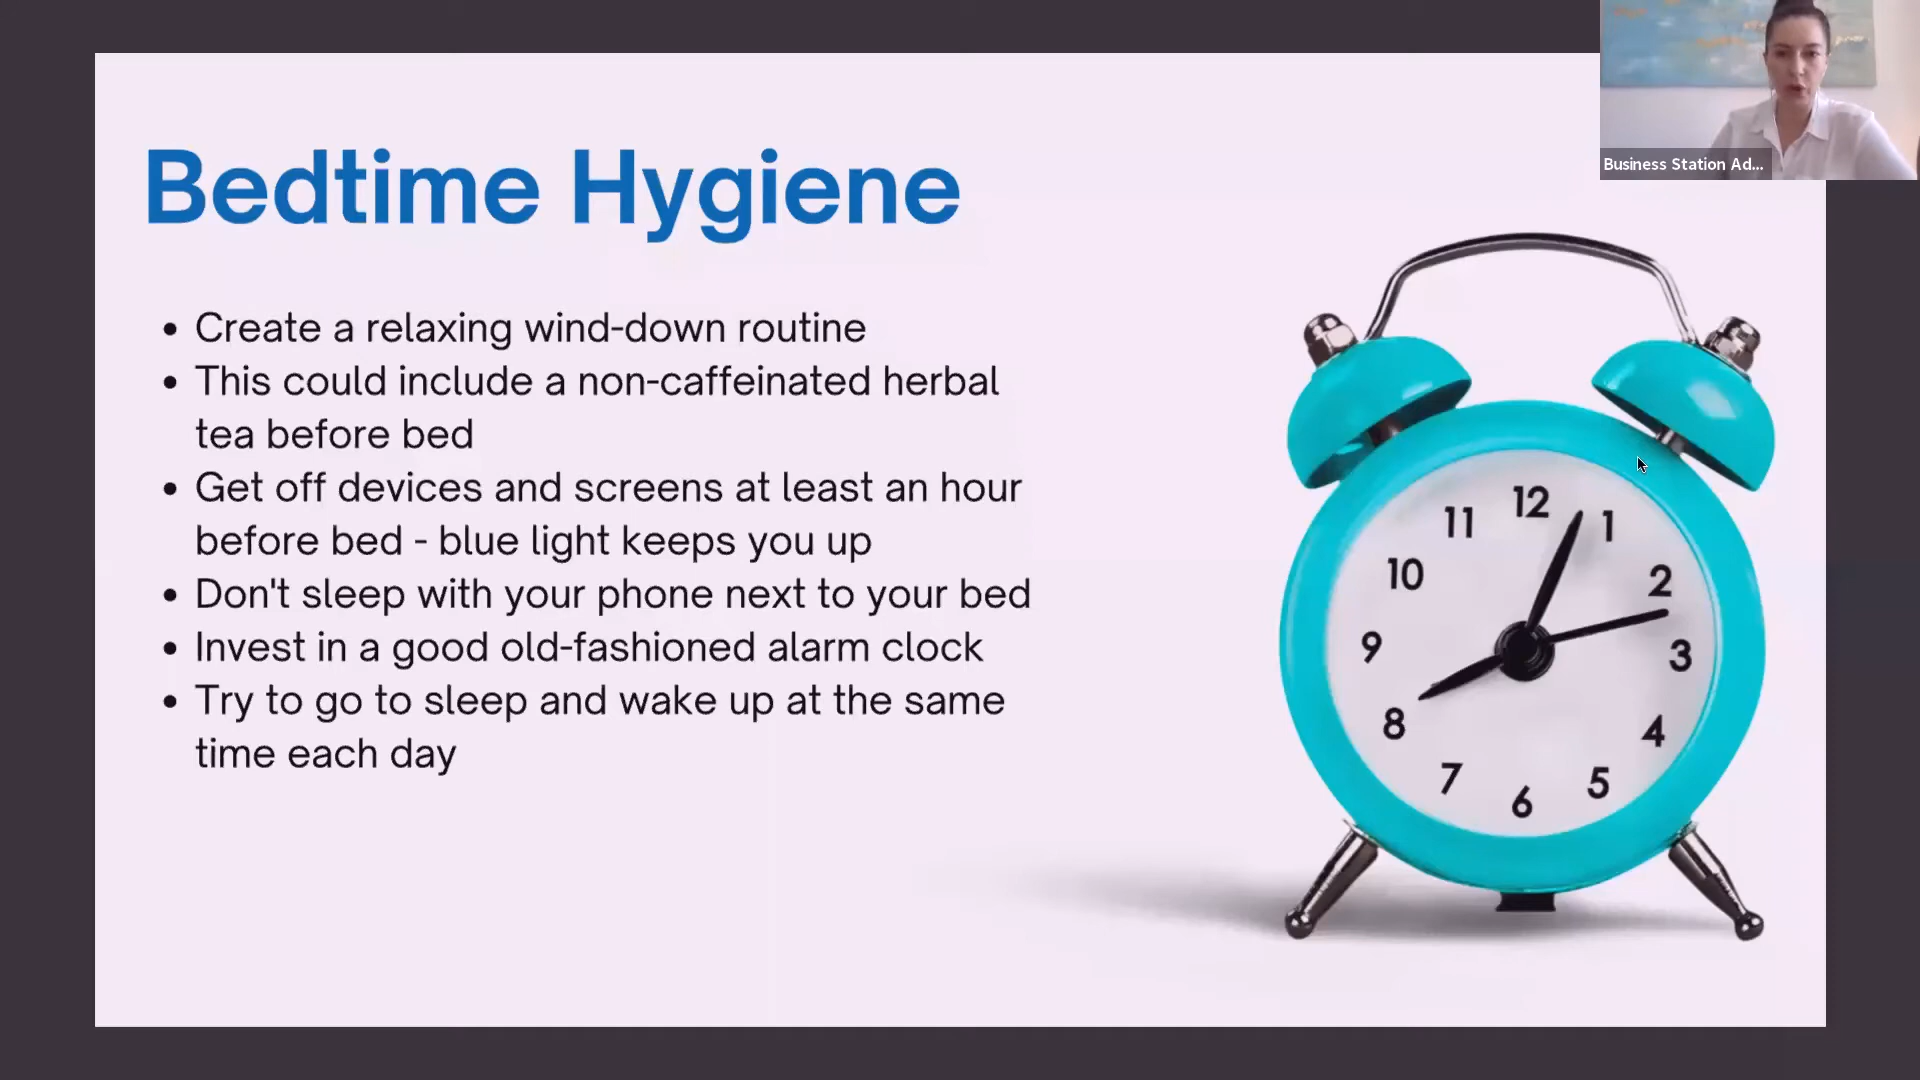 Business Station Ad...
Bedtime Hygiene
• Create a relaxing wind-down routine
• This could include a non-caffeinated herbal
tea before bed
• Get off devices and screens at least an hour
before bed - blue light keeps you up
• Don't sleep with your phone next to your bed
• Invest in a good old-fashioned alarm clock
• Try to go to sleep and wake up at the same
time each day
12
1
2
3
4
5
6
7
8
9
10
11